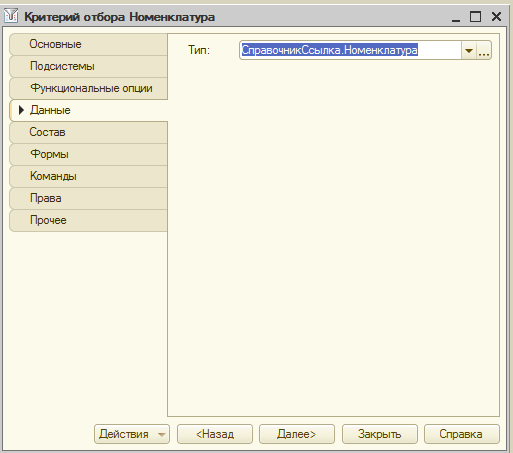 Критерий отбора Номенклатура
Основные
Подсистемы
Функциональные опции
Данные
Состав
Формы
Команды
Права
Прочее
Тип: СправочникСсылка.Номенклатура ...
Действия <Назад Далее> Закрыть Справка